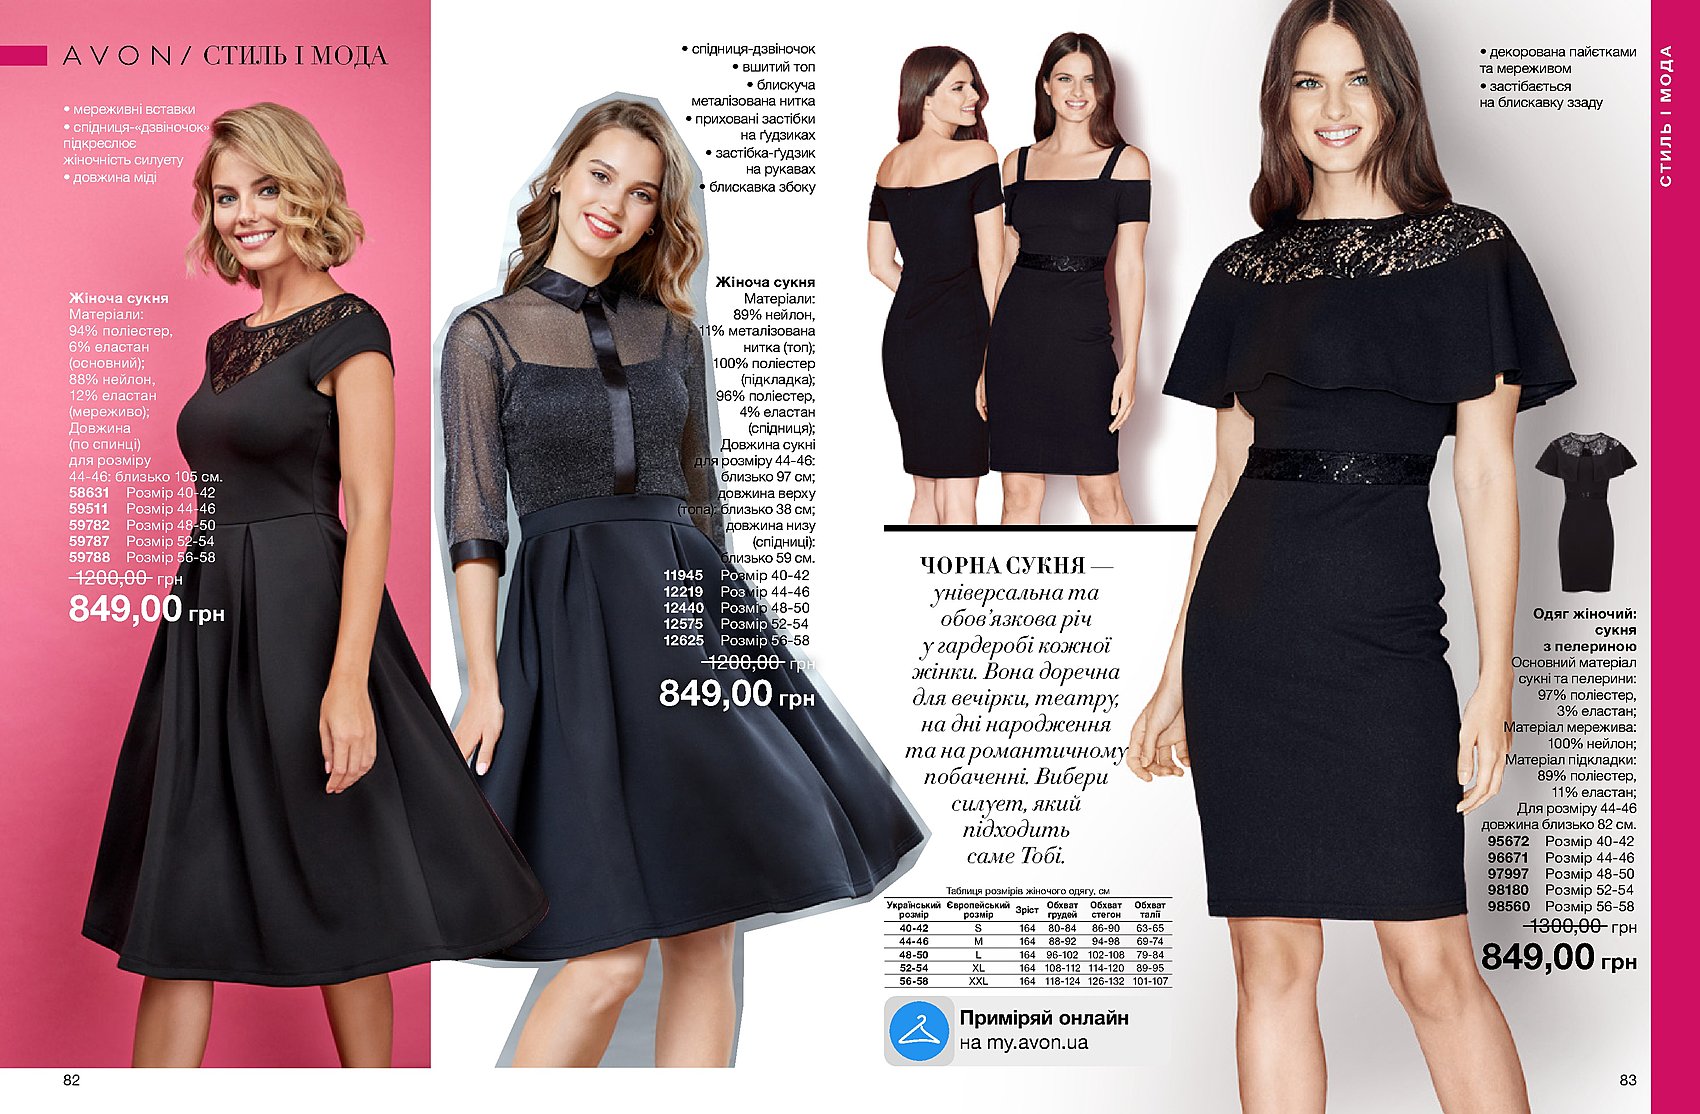 AVON / СТИЛЬ І МОДА
• мереживні вставки
• спідниця-«дзвіночок»
підкреслює
жіночність силуету
• довжина міді
Жіноча сукня
Матеріали:
94% поліестер,
6% еластан
(основний);
88% нейлон,
12% еластан
(мереживо);
Довжина
(по спинці)
для розміру
44-46: близько 105 см.
58631 Розмір 40-42
59511 Розмір 44-46
59782 Розмір 48-50
59787 Розмір 52-54
59788 Розмір 56-58
1200,00 грн
849,00 грн
82
• спідниця-дзвіночок
• вшитий топ
• блискуча
металізована нитка
• приховані застібки
на ґудзиках
• застібка-ґудзик
на рукавах
• блискавка збоку
Жіноча сукня
Матеріали:
89% нейлон,
11% металізована
нитка (топ);
100% поліестер
(підкладка);
96% поліестер,
4% еластан
(спідниця);
Довжина сукні
для розміру 44-46:
близько 97 см;
довжина верху
(топа): близько 38 см;
довжина низу
(спідниці):
близько 59 см.
11945 Розмір 40-42
12219 Розмір 44-46
12440 Розмір 48-50
12575 Розмір 52-54
12625 Розмір 56-58
1200,00 грн
849,00 грн
ЧОРНА СУКНЯ —
універсальна та
обов’язкова річ
у гардеробі кожної
жінки. Вона доречна
для вечірки, театру,
на дні народження
та на романтичному
побаченні. Вибери
силует, який
підходить
саме Тобі.
Таблиця розмірів жіночого одягу, см
Український розмір Європейський розмір Зріст Обхват грудей Обхват стегон Обхват талії
40-42 S 164 80-84 86-90 63-65
44-46 M 164 88-92 94-98 69-74
48-50 L 164 96-102 102-108 79-84
52-54 XL 164 108-112 114-120 89-95
56-58 XXL 164 118-124 126-132 101-107
Приміряй онлайн
на my.avon.ua
• декорована паєтками
та мереживом
• застібається
на блискавку ззаду
СТИЛЬ І МОДА
Одяг жіночий:
сукня
з пелериною
Основний матеріал
сукні та пелерини:
97% поліестер,
3% еластан;
Матеріал мережива:
100% нейлон;
Матеріал підкладки:
89% поліестер,
11% еластан;
Для розміру 44-46
довжина близько 82 см.
95672 Розмір 40-42
96671 Розмір 44-46
97997 Розмір 48-50
98180 Розмір 52-54
98560 Розмір 56-58
1300,00 грн
849,00 грн
83